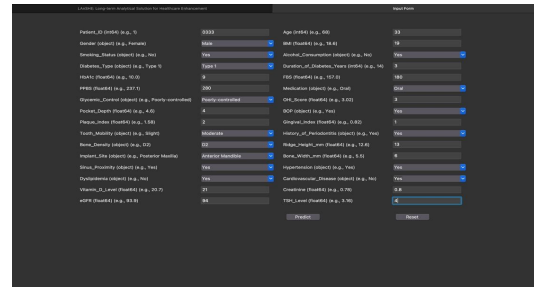 LifeSHB: Long-term Analytical Solution for Healthcare Enhancement Input Form
Patient_ID (int64) (e.g., 1) 0333 Age (int64) (e.g., 68) 53
Gender (object) (e.g., Female) Male BMI (float64) (e.g., 18.6) 19
Smoking_Status (object) (e.g., Yes) Yes Alcohol_Consumption (object) (e.g., No) Yes
Diabetes_Type (object) (e.g., Type 1) Type 1 Duration_of_Diabetes_Years (int64) (e.g., 14) 3
HbA1c (float64) (e.g., 10.0) 9 FBG (float64) (e.g., 157.0) 180
PPBS (float64) (e.g., 237.1) 280 Medication (object) (e.g., Oral) Oral
Glycemic_Control (object) (e.g., Poorly-controlled) Poorly-controlled OHI_Score (float64) (e.g., 3.02) 3
Pocket_Depth (float64) (e.g., 4.6) 4 BOP (object) (e.g., Yes) Yes
Plaque_Index (float64) (e.g., 1.59) 2 Gingival_Index (float64) (e.g., 0.82) 1
Tooth_Mobility (object) (e.g., Slight) Moderate History_of_Periodontitis (object) (e.g., Yes) Yes
Bone_Density (object) (e.g., D2) D2 Ridge_Height_mm (float64) (e.g., 12.6) 13
Implant_Site (object) (e.g., Posterior Maxilla) Anterior Mandible Bone_Width_mm (float64) (e.g., 5.5) 6
Sinus_Proximity (object) (e.g., No) Yes Hypertension (object) (e.g., Yes) Yes
Dyslipidemia (object) (e.g., No) Yes Cardiovascular_Disease (object) (e.g., No) Yes
Vitamin_D_Level (float64) (e.g., 20.7) 21 Creatinine (float64) (e.g., 0.78) 0.8
eGFR (float64) (e.g., 93.9) 94 TSH_Level (float64) (e.g., 3.16) 4
Predict Reset